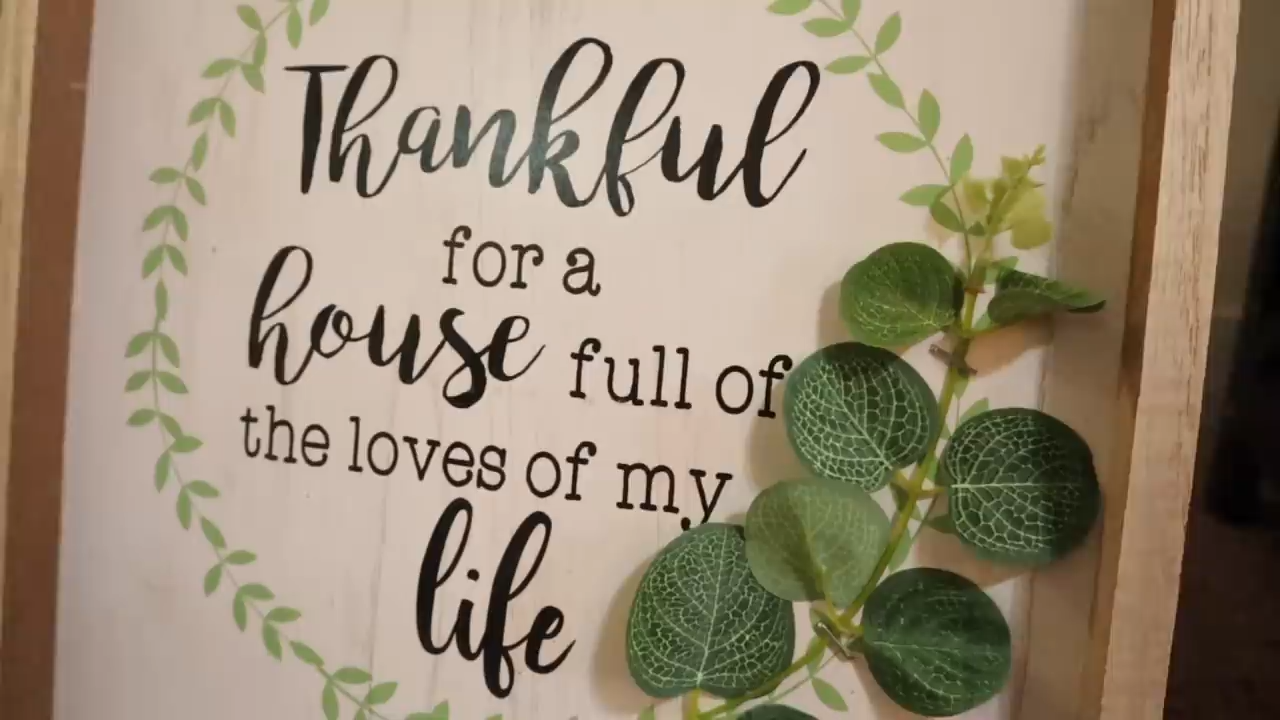 Thankful
for a
house full of
the loves of my
life